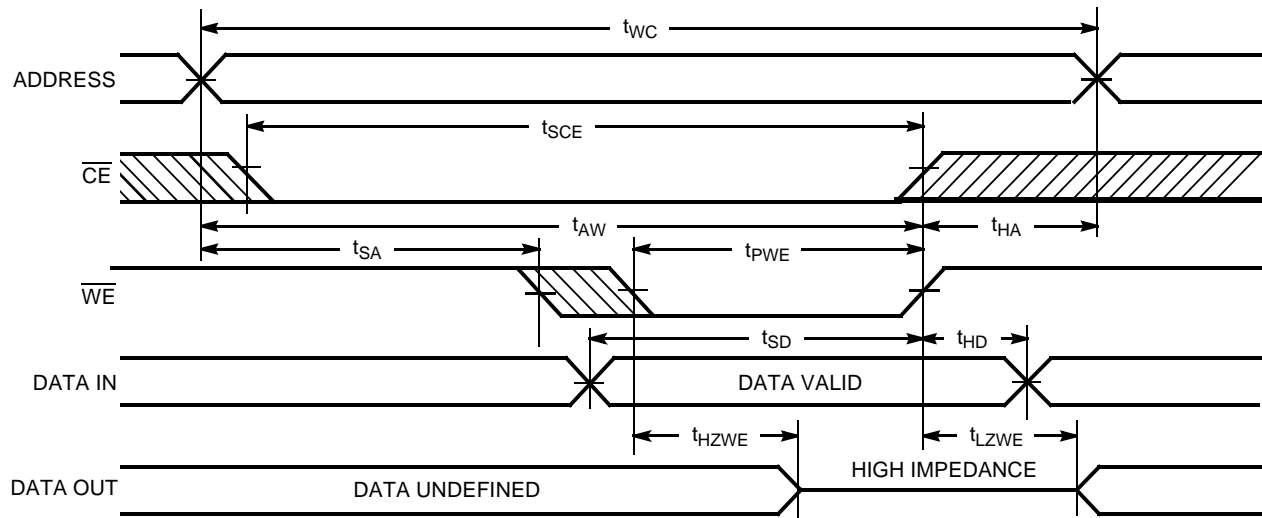 tWC
ADDRESS
tSCE
CE
tAW
tHA
tSA
tPWE
WE
tSD
tHD
DATA IN
DATA VALID
tHZWE
tLZWE
HIGH IMPEDANCE
DATA OUT
DATA UNDEFINED